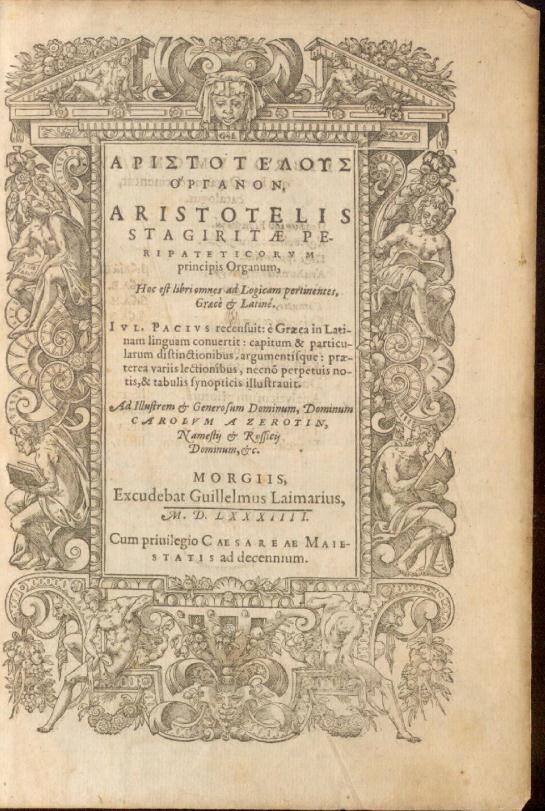 ΑΡΙΣΤΟΤΕΛΟΥΣ
ΟΡΓΑΝΟΝ,
ARISTOTELIS
STAGIRITÆ PE-
RIPATETICORVM
principis Organum,
Hoc est libri omnes ad Logicam pertinentes,
Græcè & Latinè.
IVL. PACIVS recensuit: è Græca in Lati-
nam linguam conuertit: capitum & particu-
larum distinctionibus, argumentisque: præ-
terea variis lectionibus, necnõ perpetuis no-
tis, & tabulis synopticis illustrauit.
Ad Illustrem & Generosum Dominum, Dominum
CAROLVM A ZEROTIN,
Namestij & Rossicij
Dominum, &c.
MORGIIS,
Excudebat Guillelmus Laimarius,
M. D. LXXXIIII.
Cum priuilegio CAESAREAE MAIE-
STATIS ad decennium.